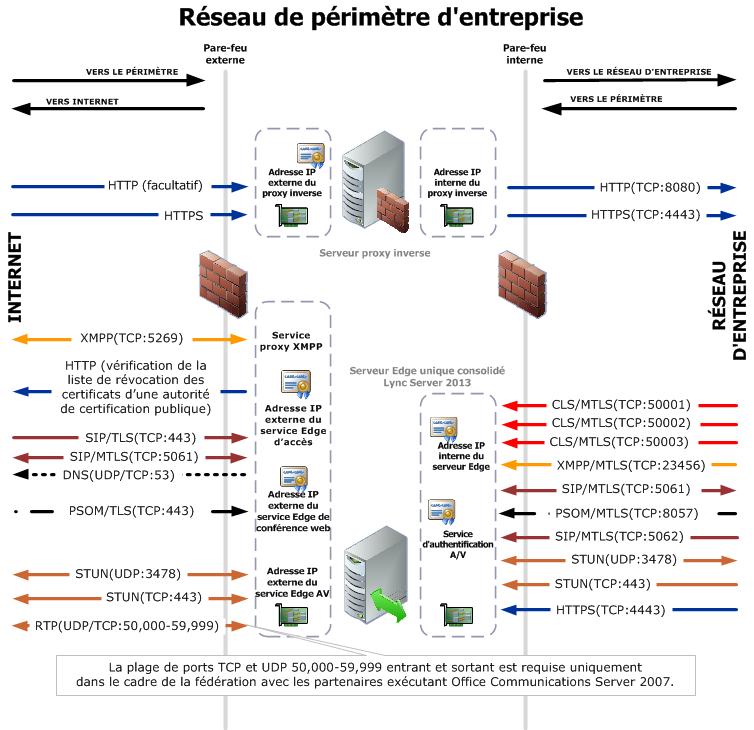 Réseau de périmètre d'entreprise
Pare-feu
externe
Pare-feu
interne
VERS LE PÉRIMÈTRE
VERS INTERNET
VERS LE RÉSEAU D'ENTREPRISE
VERS LE PÉRIMÈTRE
HTTP (facultatif)
HTTPS
Adresse IP
externe du
proxy inverse
Adresse IP
interne du
proxy inverse
HTTP(TCP:8080)
HTTPS(TCP:4443)
Serveur proxy inverse
INTERNET
RÉSEAU
D'ENTREPRISE
XMPP(TCP:5269)
HTTP (vérification de la
liste de révocation des
certificats d'une autorité
de certification publique)
SIP/TLS(TCP:443)
SIP/MTLS(TCP:5061)
DNS(UDP/TCP:53)
PSOM/TLS(TCP:443)
STUN(UDP:3478)
STUN(TCP:443)
RTP(UDP/TCP:50,000-59,999)
Service
proxy XMPP
Adresse IP
externe du
service Edge
d'accès
Adresse IP
externe du
service Edge de
conférence web
Adresse IP
externe du
service Edge AV
Serveur Edge unique consolidé
Lync Server 2013
Adresse IP
interne du
serveur Edge
Service
d'authentification
A/V
CLS/MTLS(TCP:50001)
CLS/MTLS(TCP:50002)
CLS/MTLS(TCP:50003)
XMPP/MTLS(TCP:23456)
SIP/MTLS(TCP:5061)
PSOM/MTLS(TCP:8057)
SIP/MTLS(TCP:5062)
STUN(UDP:3478)
STUN(TCP:443)
HTTPS(TCP:4443)
La plage de ports TCP et UDP 50,000-59,999 entrant et sortant est requise uniquement
dans le cadre de la fédération avec les partenaires exécutant Office Communications Server 2007.